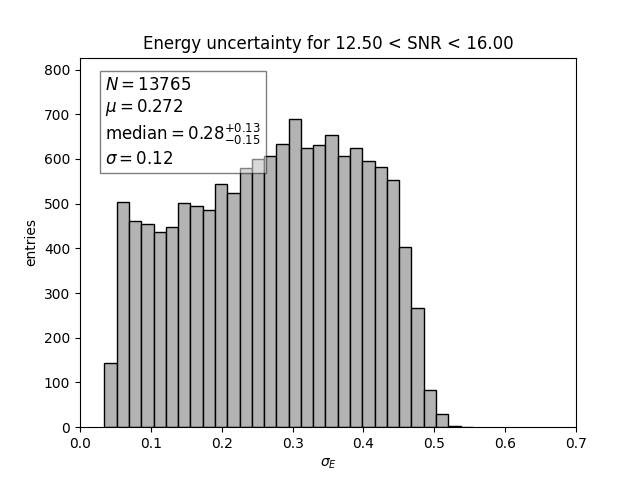 Energy uncertainty for 12.50 < SNR < 16.00
800
700
600
500
400
300
200
100
0
entries
N = 13765
μ = 0.272
median = 0.28 +0.13 −0.15
σ = 0.12
0.0 0.1 0.2 0.3 0.4 0.5 0.6 0.7
σ_E